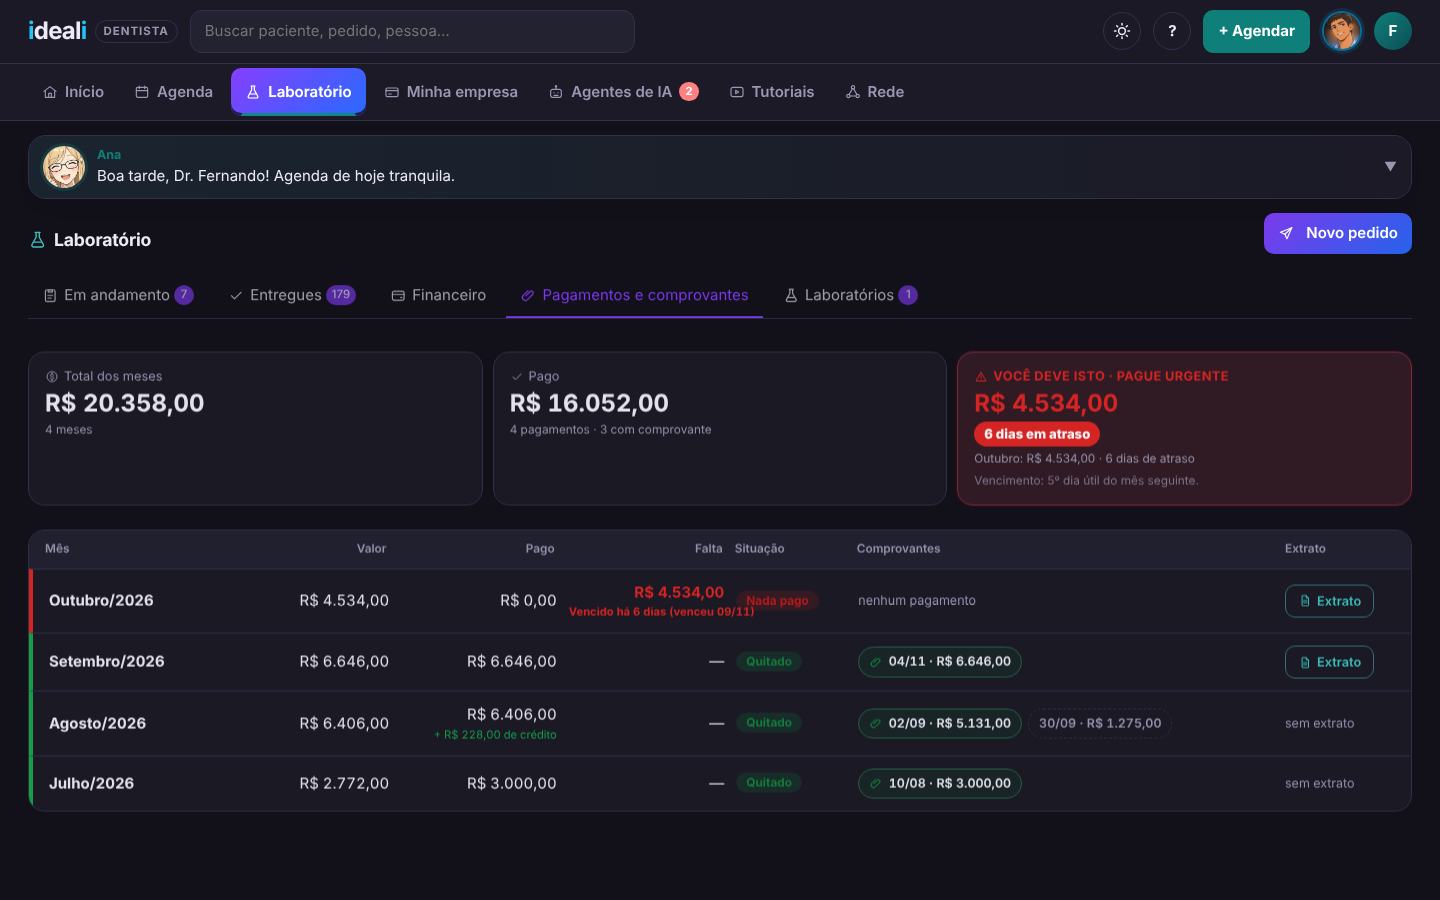 ideali DENTISTA Buscar paciente, pedido, pessoa... ? + Agendar F
Início Agenda Laboratório Minha empresa Agentes de IA 2 Tutoriais Rede
Ana
Boa tarde, Dr. Fernando! Agenda de hoje tranquila.
Laboratório Novo pedido
Em andamento 7 Entregues 179 Financeiro Pagamentos e comprovantes Laboratórios 1
Total dos meses
R$ 20.358,00
4 meses
Pago
R$ 16.052,00
4 pagamentos · 3 com comprovante
VOCÊ DEVE ISTO · PAGUE URGENTE
R$ 4.534,00
6 dias em atraso
Outubro: R$ 4.534,00 · 6 dias de atraso
Vencimento: 5º dia útil do mês seguinte.
Mês Valor Pago Falta Situação Comprovantes Extrato
Outubro/2026 R$ 4.534,00 R$ 0,00 R$ 4.534,00 Nada pago nenhum pagamento Extrato
Vencido há 6 dias (venceu 09/11)
Setembro/2026 R$ 6.646,00 R$ 6.646,00 — Quitado 04/11 · R$ 6.646,00 Extrato
Agosto/2026 R$ 6.406,00 R$ 6.406,00 — Quitado 02/09 · R$ 5.131,00 30/09 · R$ 1.275,00 sem extrato
+ R$ 228,00 de crédito
Julho/2026 R$ 2.772,00 R$ 3.000,00 — Quitado 10/08 · R$ 3.000,00 sem extrato